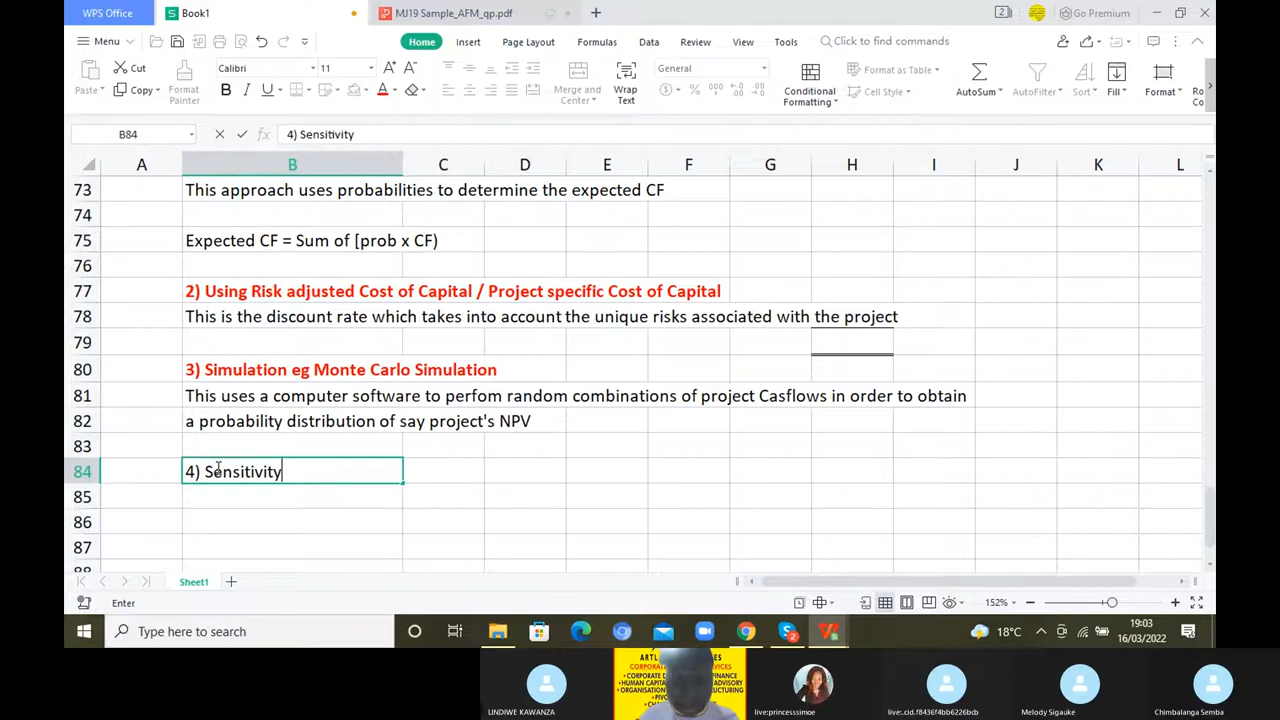 WPS Office
Book1
MJ19 Sample_AFM_qp.pdf
2
Go Premium
Menu
Home
Insert
Page Layout
Formulas
Data
Review
View
Tools
Click to find commands
Paste
Cut
Copy
Format Painter
Calibri
11
Merge and Center
Wrap Text
General
Conditional Formatting
Format as Table
Cell Style
AutoSum
AutoFilter
Sort
Fill
Format
B84
4) Sensitivity
A B C D E F G H I J K L
73 This approach uses probabilities to determine the expected CF
74
75 Expected CF = Sum of [prob x CF)
76
77 2) Using Risk adjusted Cost of Capital / Project specific Cost of Capital
78 This is the discount rate which takes into account the unique risks associated with the project
79
80 3) Simulation eg Monte Carlo Simulation
81 This uses a computer software to perfom random combinations of project Casflows in order to obtain
82 a probability distribution of say project's NPV
83
84 4) Sensitivity
85
86
87
Sheet1
Enter
152%
Type here to search
18°C
19:03
16/03/2022
LINDIWE KAWANZA
live:princesssimoe
live:.cid.f8436f4bb6226bcb
Melody Sigauke
Chimbalanga Semba